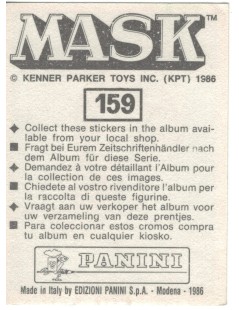 MASK™
© KENNER PARKER TOYS INC. (KPT) 1986
159
✦ Collect these stickers in the album avai-
lable from your local shop.
■ Fragt bei Eurem Zeitschriftenhändler nach
dem Album für diese Serie.
✦ Demandez à votre détaillant l'Album pour
la collection de ces images.
■ Chiedete al vostro rivenditore l'album per
la raccolta di queste figurine.
✦ Vraagt aan uw verkoper het album voor
uw verzameling van deze prentjes.
■ Para coleccionar estos cromos compra
tu album en cualquier kiosko.
PANINI
Made in Italy by EDIZIONI PANINI S.p.A. - Modena - 1986